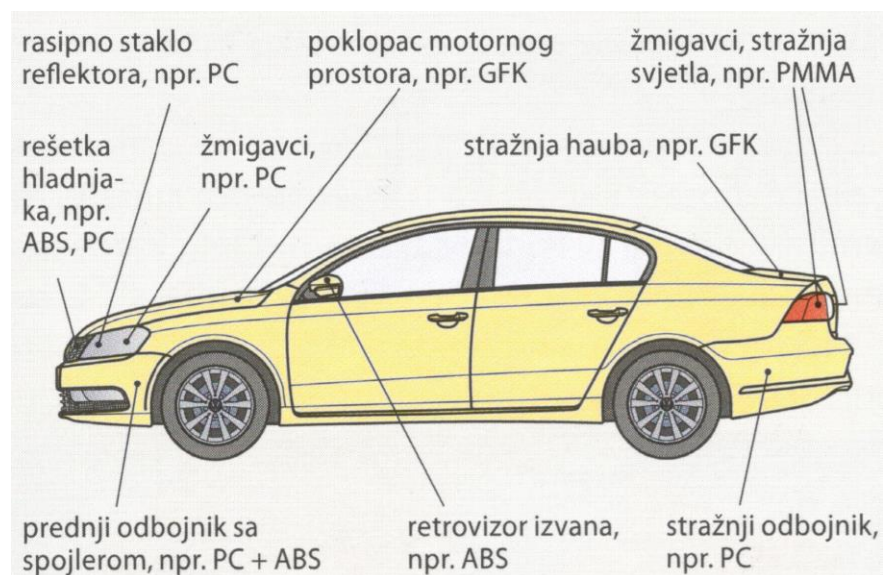 rasipno staklo
reflektora, npr. PC
poklopac motornog
prostora, npr. GFK
žmigavci, stražnja
svjetla, npr. PMMA
rešetka
hladnja-
ka, npr.
ABS, PC
žmigavci,
npr. PC
stražnja hauba, npr. GFK
prednji odbojnik sa
spojlerom, npr. PC + ABS
retrovizor izvana,
npr. ABS
stražnji odbojnik,
npr. PC